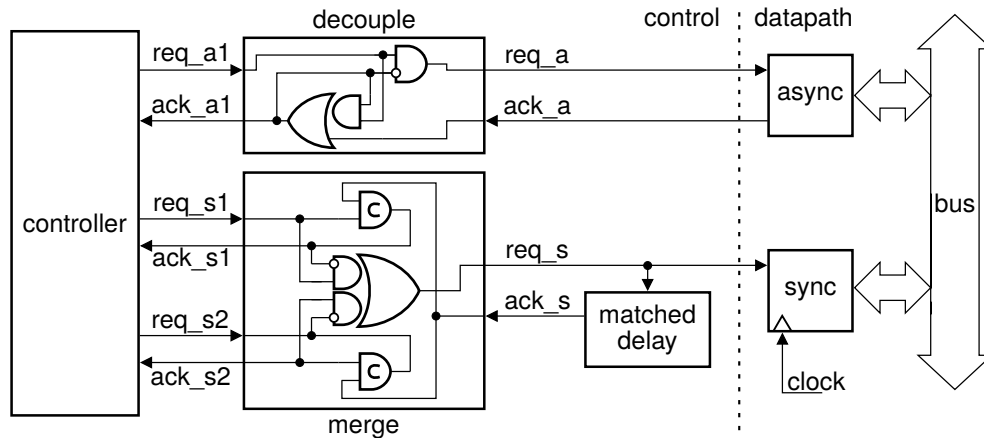 decouple
control
datapath
controller
req_a1
ack_a1
req_a
ack_a
async
bus
req_s1
ack_s1
req_s2
ack_s2
C
C
req_s
ack_s
matched
delay
sync
clock
merge